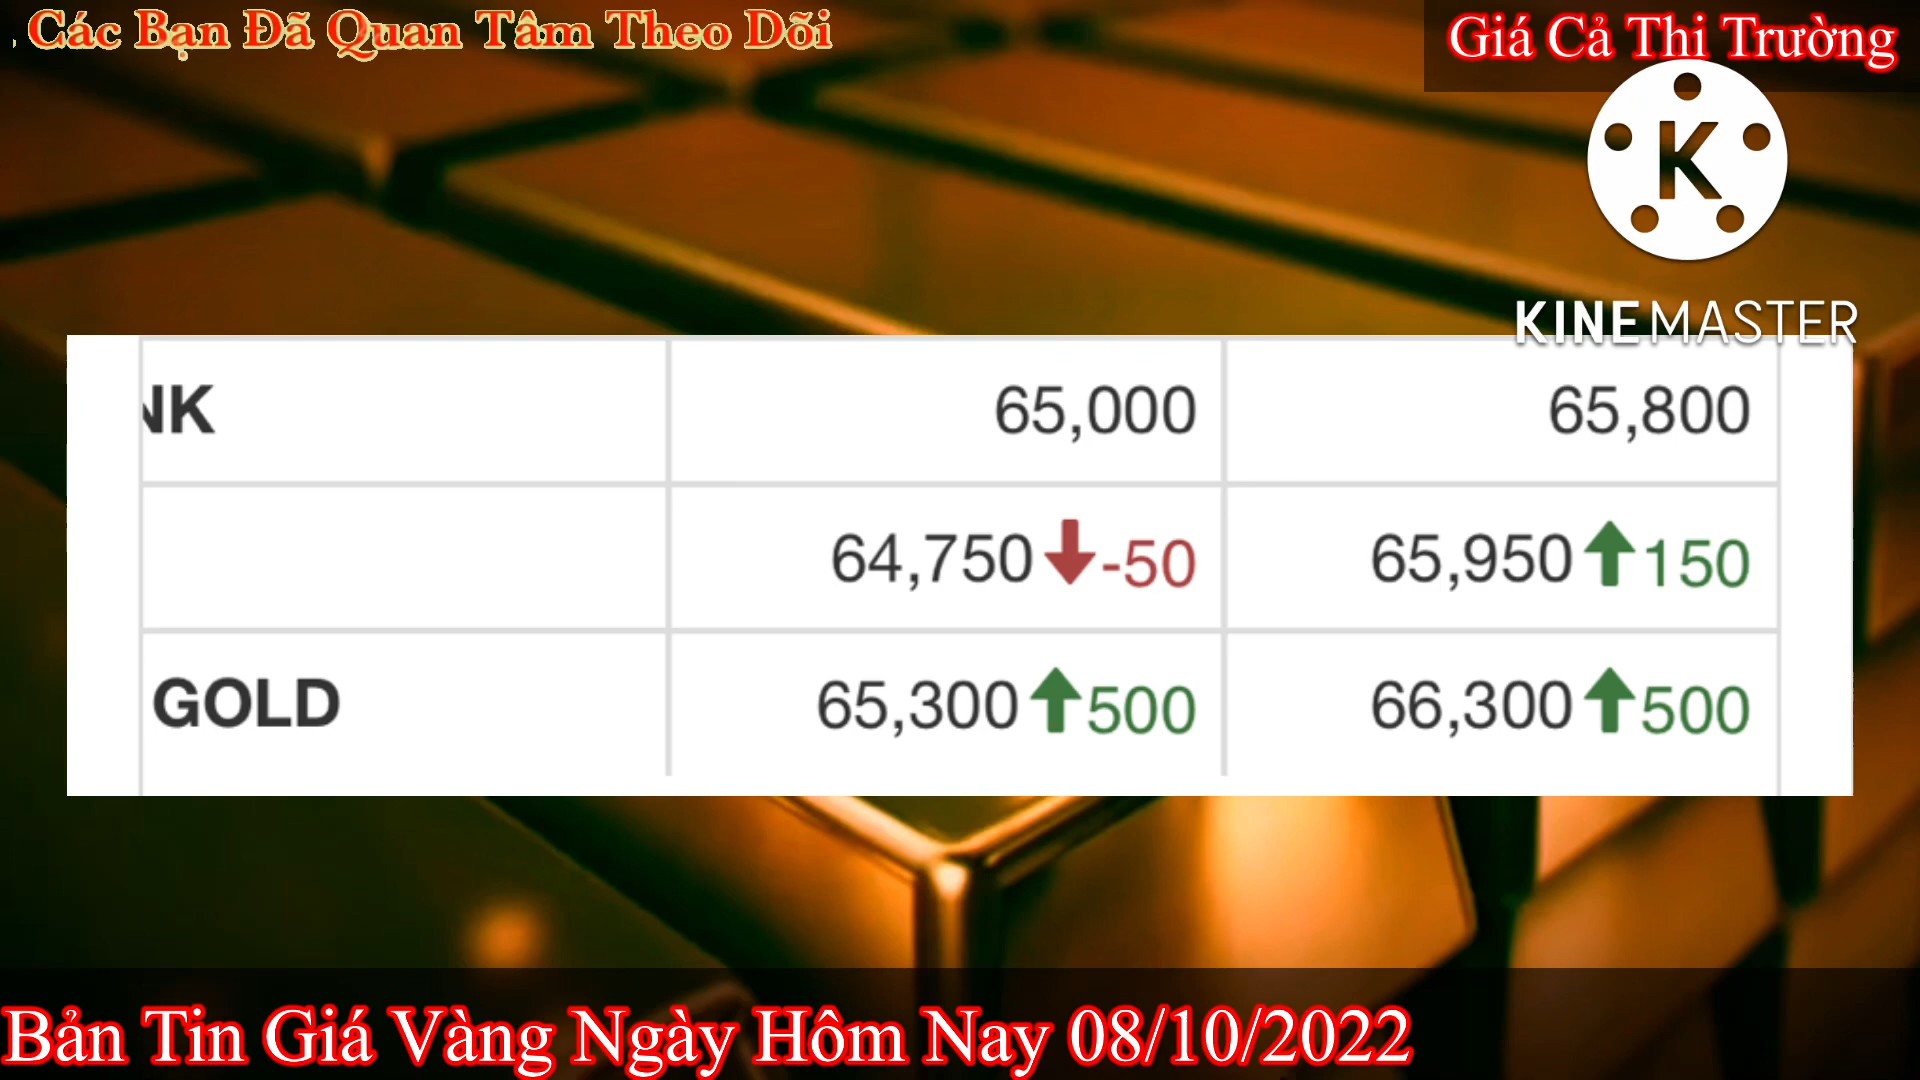 Các Bạn Đã Quan Tâm Theo Dõi
Giá Cả Thi Trường
K
KINEMASTER
NK 65,000 65,800
64,750 -50 65,950 150
GOLD 65,300 500 66,300 500
Bản Tin Giá Vàng Ngày Hôm Nay 08/10/2022